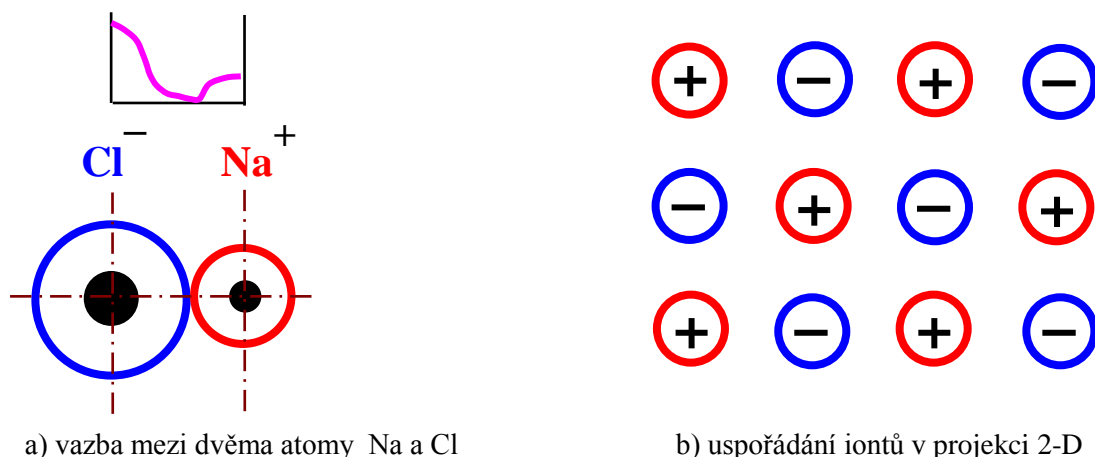 Cl− Na+
+ − + −
− + − +
+ − + −
a) vazba mezi dvěma atomy Na a Cl
b) uspořádání iontů v projekci 2-D